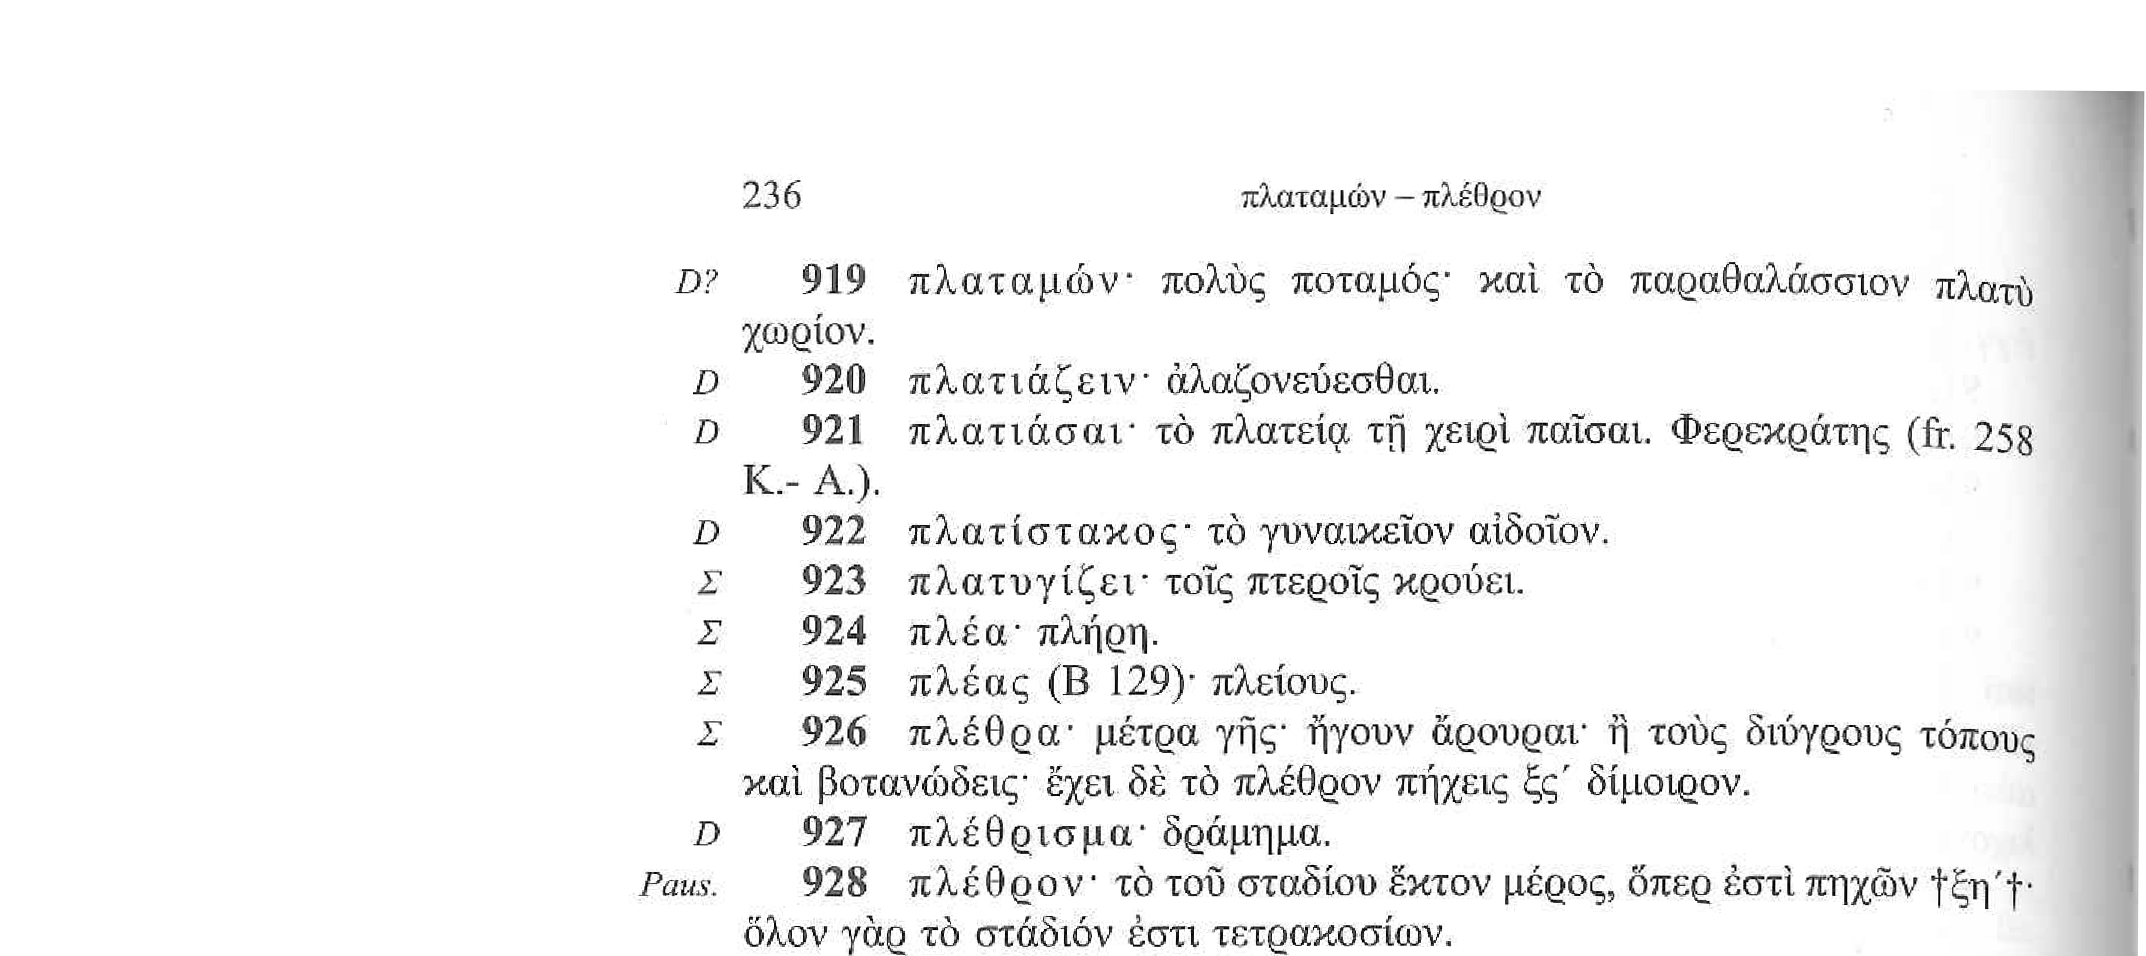 236 πλαταμών – πλέθρον
D? 919 πλαταμών· πολὺς ποταμός· καὶ τὸ παραθαλάσσιον πλατὺ
χωρίον.
D 920 πλατιάζειν· ἀλαζονεύεσθαι.
D 921 πλατιάσαι· τὸ πλατείᾳ τῇ χειρὶ παῖσαι. Φερεκράτης (fr. 258
K.- A.).
D 922 πλατίστακος· τὸ γυναικεῖον αἰδοῖον.
Σ 923 πλατυγίζει· τοῖς πτεροῖς κρούει.
Σ 924 πλέα· πλήρη.
Σ 925 πλέας (Β 129)· πλείους.
Σ 926 πλέθρα· μέτρα γῆς· ἤγουν ἄρουραι· ἢ τοὺς διύγρους τόπους
καὶ βοτανώδεις· ἔχει δὲ τὸ πλέθρον πήχεις ξς´ δίμοιρον.
D 927 πλέθρισμα· δράμημα.
Paus. 928 πλέθρον· τὸ τοῦ σταδίου ἕκτον μέρος, ὅπερ ἐστὶ πηχῶν †ξη´†·
ὅλον γὰρ τὸ στάδιόν ἐστι τετρακοσίων.